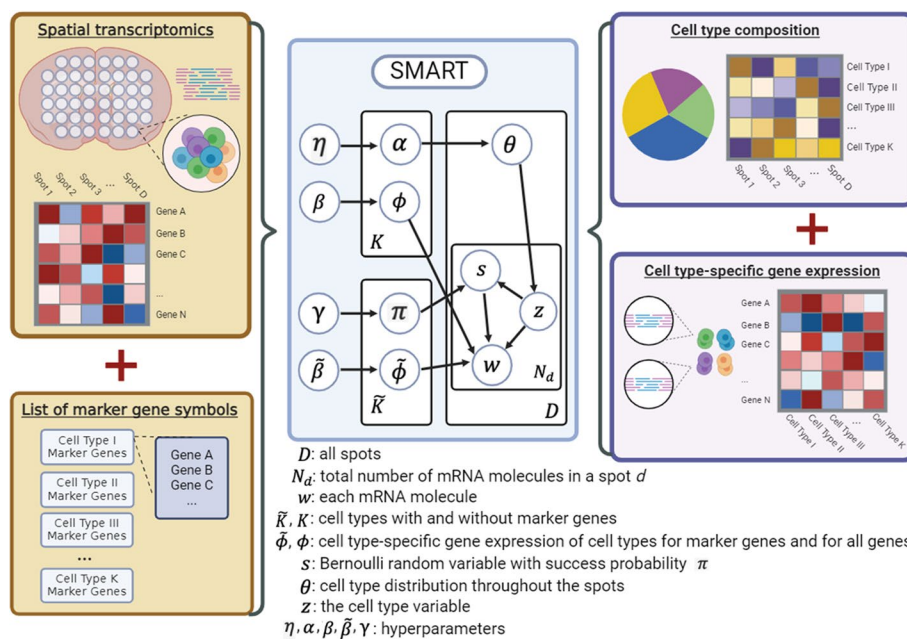 Spatial transcriptomics
Spot 1
Spot 2
Spot 3
...
Spot D
Gene A
Gene B
Gene C
...
Gene N
List of marker gene symbols
Cell Type I
Marker Genes
Cell Type II
Marker Genes
Cell Type III
Marker Genes
...
Cell Type K
Marker Genes
Gene A
Gene B
Gene C
...
SMART
η
α
θ
β
ϕ
K
s
γ
π
z
β̃
ϕ̃
w
N_d
K̃
D
D: all spots
N_d: total number of mRNA molecules in a spot d
w: each mRNA molecule
K̃, K: cell types with and without marker genes
ϕ̃, ϕ: cell type-specific gene expression of cell types for marker genes and for all genes
s: Bernoulli random variable with success probability π
θ: cell type distribution throughout the spots
z: the cell type variable
η, α, β, β̃, γ: hyperparameters
Cell type composition
Cell Type I
Cell Type II
Cell Type III
...
Cell Type K
Spot 1
Spot 2
Spot 3
...
Spot D
Cell type-specific gene expression
Gene A
Gene B
Gene C
...
Gene N
Cell Type I
Cell Type II
Cell Type III
...
Cell Type K